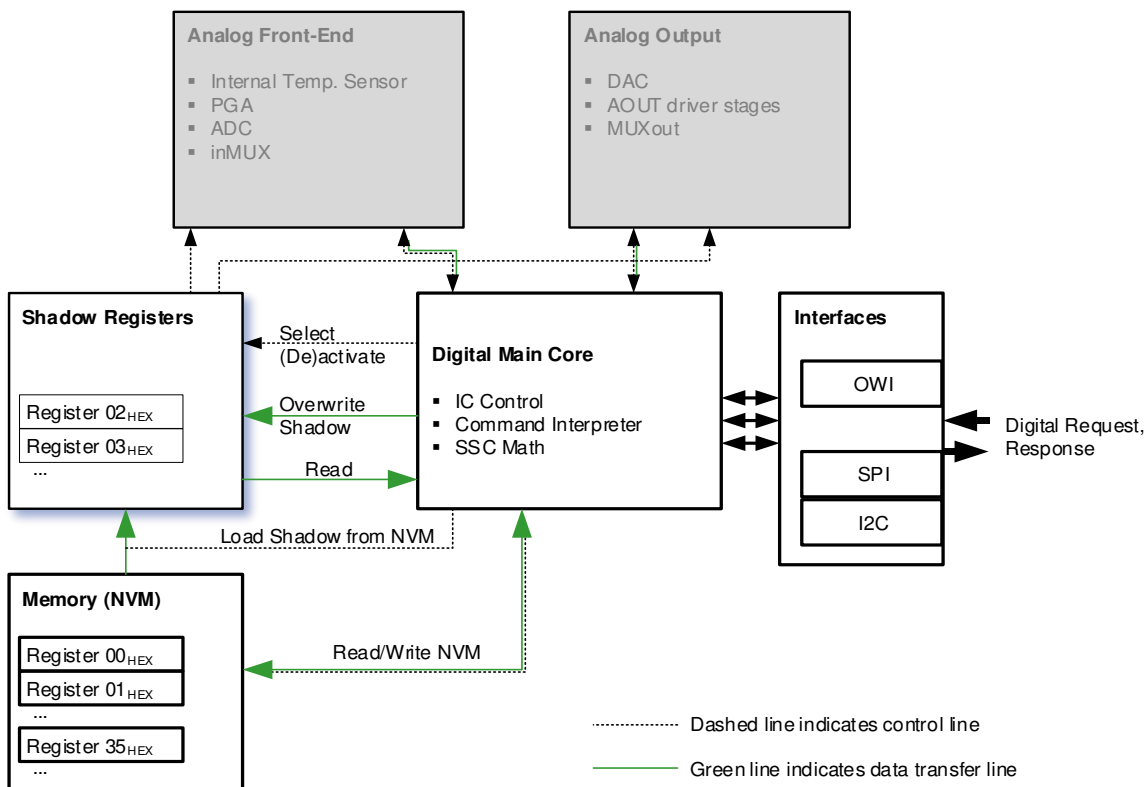 Analog Front-End
▪ Internal Temp. Sensor
▪ PGA
▪ ADC
▪ inMUX
Analog Output
▪ DAC
▪ AOUT driver stages
▪ MUXout
Shadow Registers
Register 02HEX
Register 03HEX
...
Select
(De)activate
Overwrite
Shadow
Read
Load Shadow from NVM
Digital Main Core
▪ IC Control
▪ Command Interpreter
▪ SSC Math
Interfaces
OWI
SPI
I2C
Digital Request,
Response
Memory (NVM)
Register 00HEX
Register 01HEX
...
Register 35HEX
...
Read/Write NVM
Dashed line indicates control line
Green line indicates data transfer line